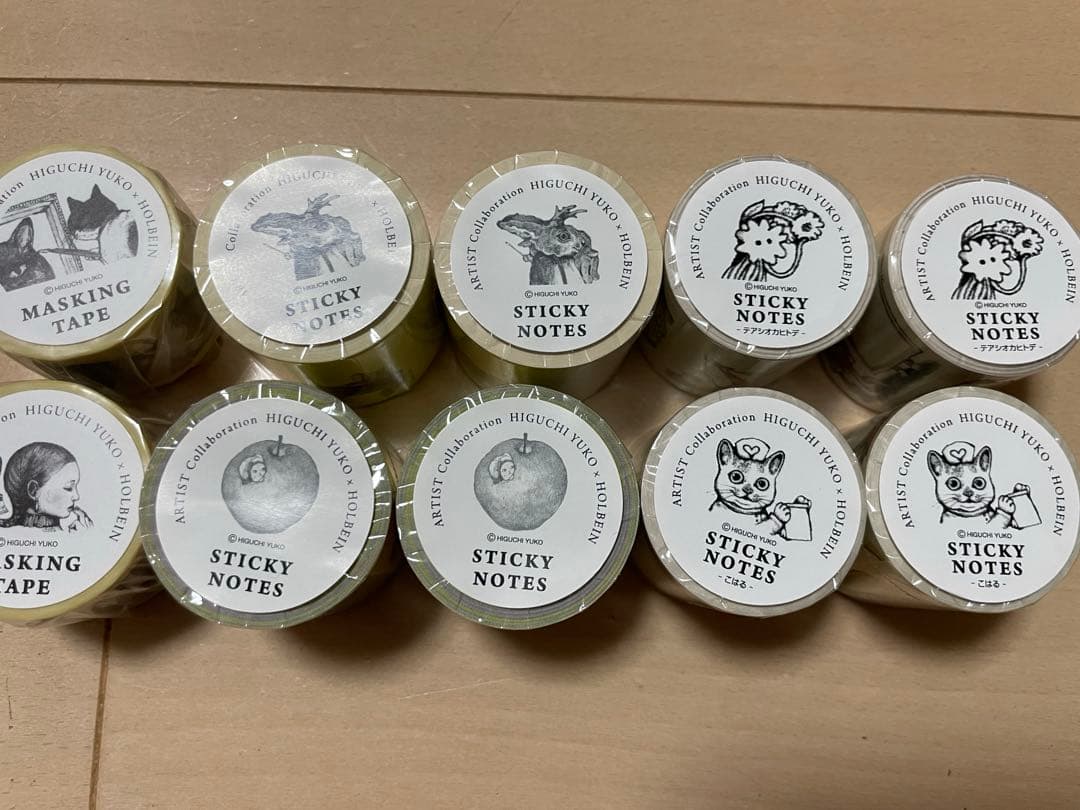 ration HIGUCHI YUKO × HOLBEIN
© HIGUCHI YUKO
MASKING
TAPE
Colla HIGUCHI × HOLBE
© HIGUCHI YUKO
STICKY
NOTES
ARTIST Collaboration HIGUCHI YUKO × HOLBEIN
© HIGUCHI YUKO
STICKY
NOTES
ARTIST Collaboration HIGUCHI YUKO × HOLBEIN
© HIGUCHI YUKO
STICKY
NOTES
- テアシオカヒトデ -
ARTIST Collaboration HIGUCHI YUKO × HOLBEIN
© HIGUCHI YUKO
STICKY
NOTES
- テアシオカヒトデ -
tion HIGUCHI YUKO × HOLBEIN
© HIGUCHI YUKO
ASKING
TAPE
ARTIST Collaboration HIGUCHI YUKO × HOLBEIN
© HIGUCHI YUKO
STICKY
NOTES
ARTIST Collaboration HIGUCHI YUKO × HOLBEIN
© HIGUCHI YUKO
STICKY
NOTES
ARTIST Collaboration HIGUCHI YUKO × HOLBEIN
© HIGUCHI YUKO
STICKY
NOTES
- こはる -
ARTIST Collaboration HIGUCHI YUKO × HOLBEIN
© HIGUCHI YUKO
STICKY
NOTES
- こはる -